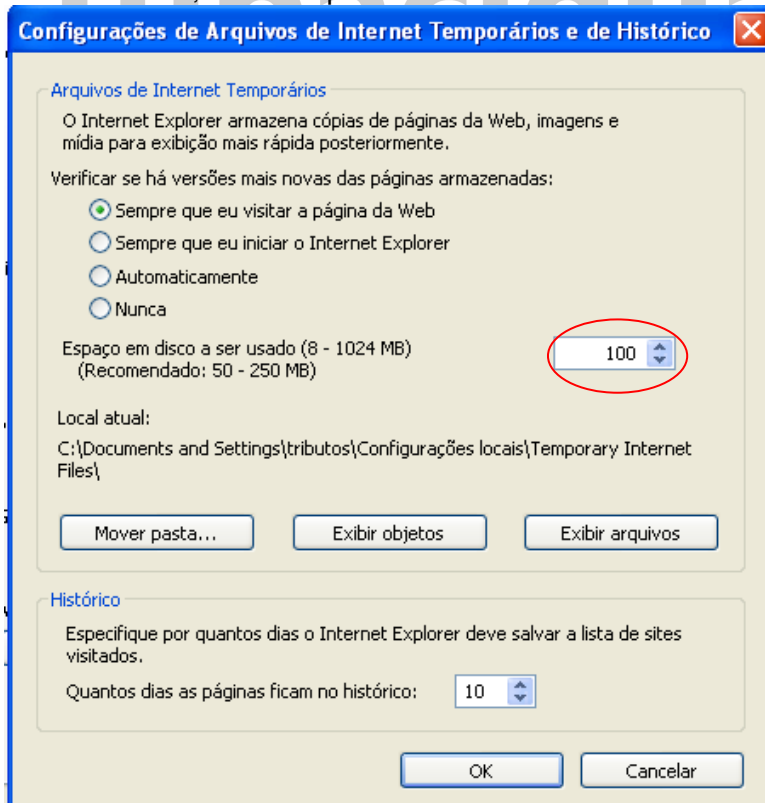 Configurações de Arquivos de Internet Temporários e de Histórico
Arquivos de Internet Temporários
O Internet Explorer armazena cópias de páginas da Web, imagens e
mídia para exibição mais rápida posteriormente.
Verificar se há versões mais novas das páginas armazenadas:
Sempre que eu visitar a página da Web
Sempre que eu iniciar o Internet Explorer
Automaticamente
Nunca
Espaço em disco a ser usado (8 - 1024 MB) 100
(Recomendado: 50 - 250 MB)
Local atual:
C:\Documents and Settings\tributos\Configurações locais\Temporary Internet
Files\
Mover pasta... Exibir objetos Exibir arquivos
Histórico
Especifique por quantos dias o Internet Explorer deve salvar a lista de sites
visitados.
Quantos dias as páginas ficam no histórico: 10
OK Cancelar